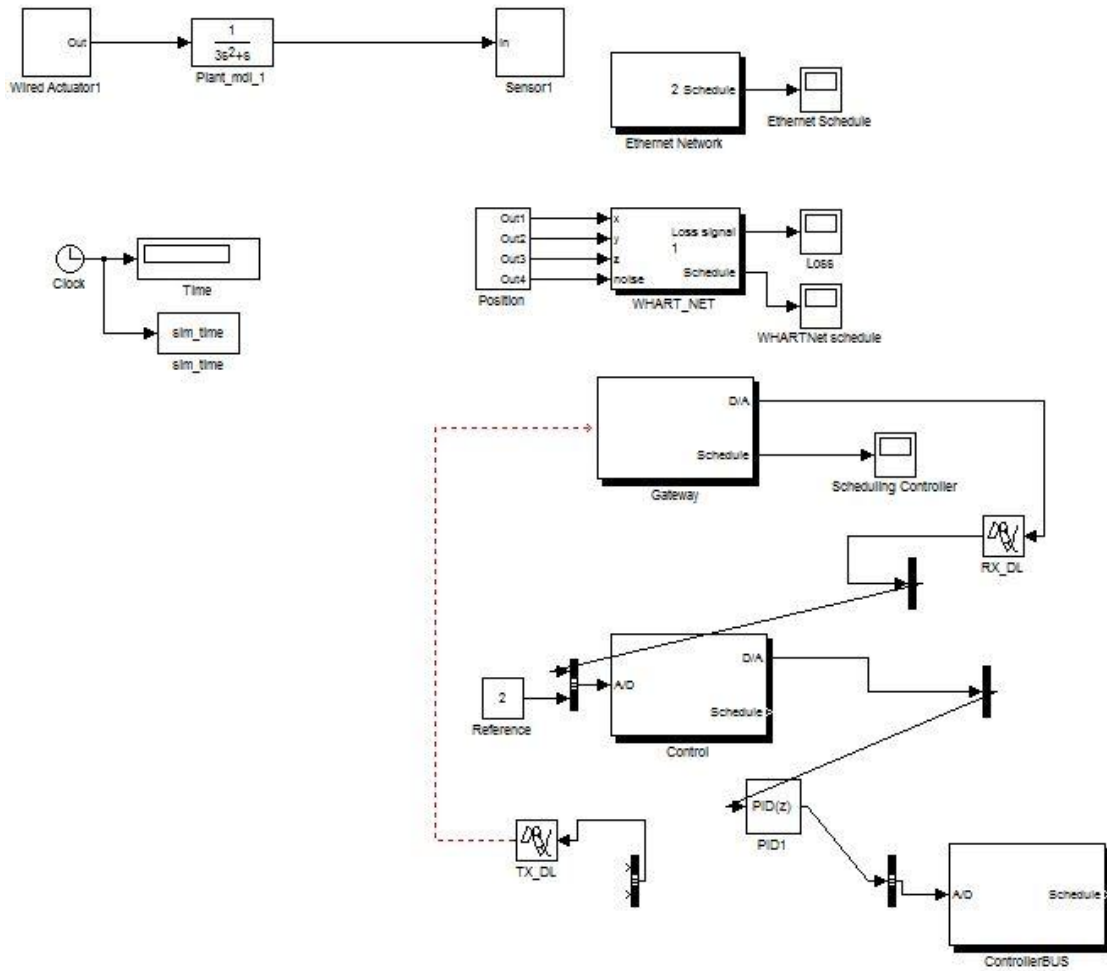 Out
Wired Actuator1
1
3s²+s
Plant_mdl_1
In
Sensor1
2 Schedule
Ethernet Network
Ethernet Schedule
Clock
Time
sim_time
sim_time
Out1
Out2
Out3
Out4
Position
x
y
z
noise
Loss signal
1
Schedule
WHART_NET
Loss
WHARTNet schedule
D/A
Schedule
Gateway
Scheduling Controller
RX_DL
2
Reference
A/D
D/A
Schedule
Control
PID(z)
PID1
TX_DL
A/D
Schedule
ControllerBUS